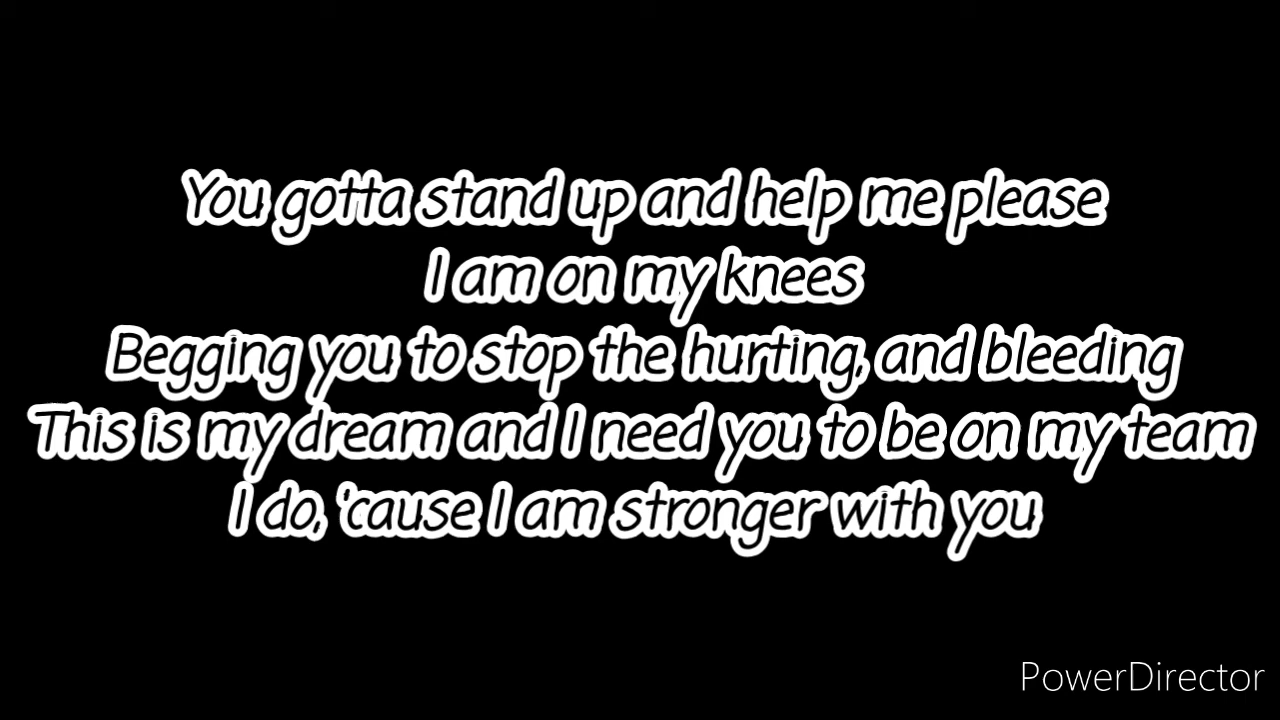 You gotta stand up and help me please
I am on my knees
Begging you to stop the hurting, and bleeding
This is my dream and I need you to be on my team
I do, 'cause I am stronger with you
PowerDirector